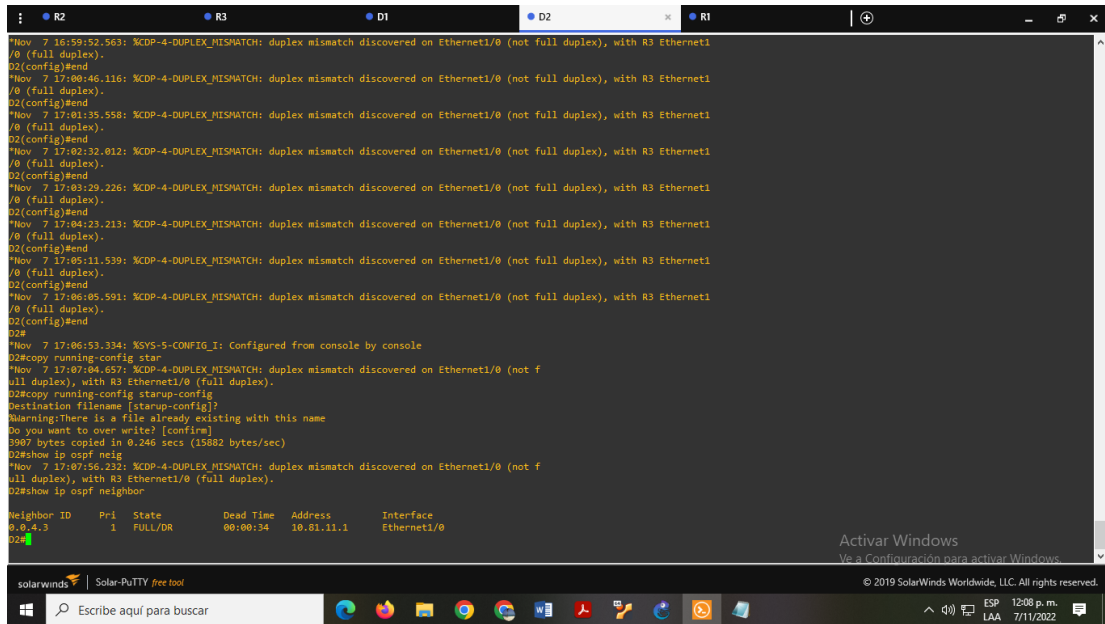 R2
R3
D1
D2
R1
*Nov  7 16:59:52.563: %CDP-4-DUPLEX_MISMATCH: duplex mismatch discovered on Ethernet1/0 (not full duplex), with R3 Ethernet1
/0 (full duplex).
D2(config)#end
*Nov  7 17:00:46.116: %CDP-4-DUPLEX_MISMATCH: duplex mismatch discovered on Ethernet1/0 (not full duplex), with R3 Ethernet1
/0 (full duplex).
D2(config)#end
*Nov  7 17:01:35.558: %CDP-4-DUPLEX_MISMATCH: duplex mismatch discovered on Ethernet1/0 (not full duplex), with R3 Ethernet1
/0 (full duplex).
D2(config)#end
*Nov  7 17:02:32.012: %CDP-4-DUPLEX_MISMATCH: duplex mismatch discovered on Ethernet1/0 (not full duplex), with R3 Ethernet1
/0 (full duplex).
D2(config)#end
*Nov  7 17:03:29.226: %CDP-4-DUPLEX_MISMATCH: duplex mismatch discovered on Ethernet1/0 (not full duplex), with R3 Ethernet1
/0 (full duplex).
D2(config)#end
*Nov  7 17:04:23.213: %CDP-4-DUPLEX_MISMATCH: duplex mismatch discovered on Ethernet1/0 (not full duplex), with R3 Ethernet1
/0 (full duplex).
D2(config)#end
*Nov  7 17:05:11.539: %CDP-4-DUPLEX_MISMATCH: duplex mismatch discovered on Ethernet1/0 (not full duplex), with R3 Ethernet1
/0 (full duplex).
D2(config)#end
*Nov  7 17:06:05.591: %CDP-4-DUPLEX_MISMATCH: duplex mismatch discovered on Ethernet1/0 (not full duplex), with R3 Ethernet1
/0 (full duplex).
D2(config)#end
D2#
*Nov  7 17:06:53.334: %SYS-5-CONFIG_I: Configured from console by console
D2#copy running-config star
*Nov  7 17:07:04.657: %CDP-4-DUPLEX_MISMATCH: duplex mismatch discovered on Ethernet1/0 (not f
ull duplex), with R3 Ethernet1/0 (full duplex).
D2#copy running-config starup-config
Destination filename [starup-config]?
%Warning:There is a file already existing with this name
Do you want to over write? [confirm]
3907 bytes copied in 0.246 secs (15882 bytes/sec)
D2#show ip ospf neig
*Nov  7 17:07:56.232: %CDP-4-DUPLEX_MISMATCH: duplex mismatch discovered on Ethernet1/0 (not f
ull duplex), with R3 Ethernet1/0 (full duplex).
D2#show ip ospf neighbor
Neighbor ID     Pri   State           Dead Time   Address         Interface
0.0.4.3           1   FULL/DR         00:00:34    10.81.11.1      Ethernet1/0
D2#
Activar Windows
Ve a Configuración para activar Windows.
solarwinds | Solar-PuTTY free tool
© 2019 SolarWinds Worldwide, LLC. All rights reserved.
Escribe aquí para buscar
ESP
LAA
12:08 p. m.
7/11/2022